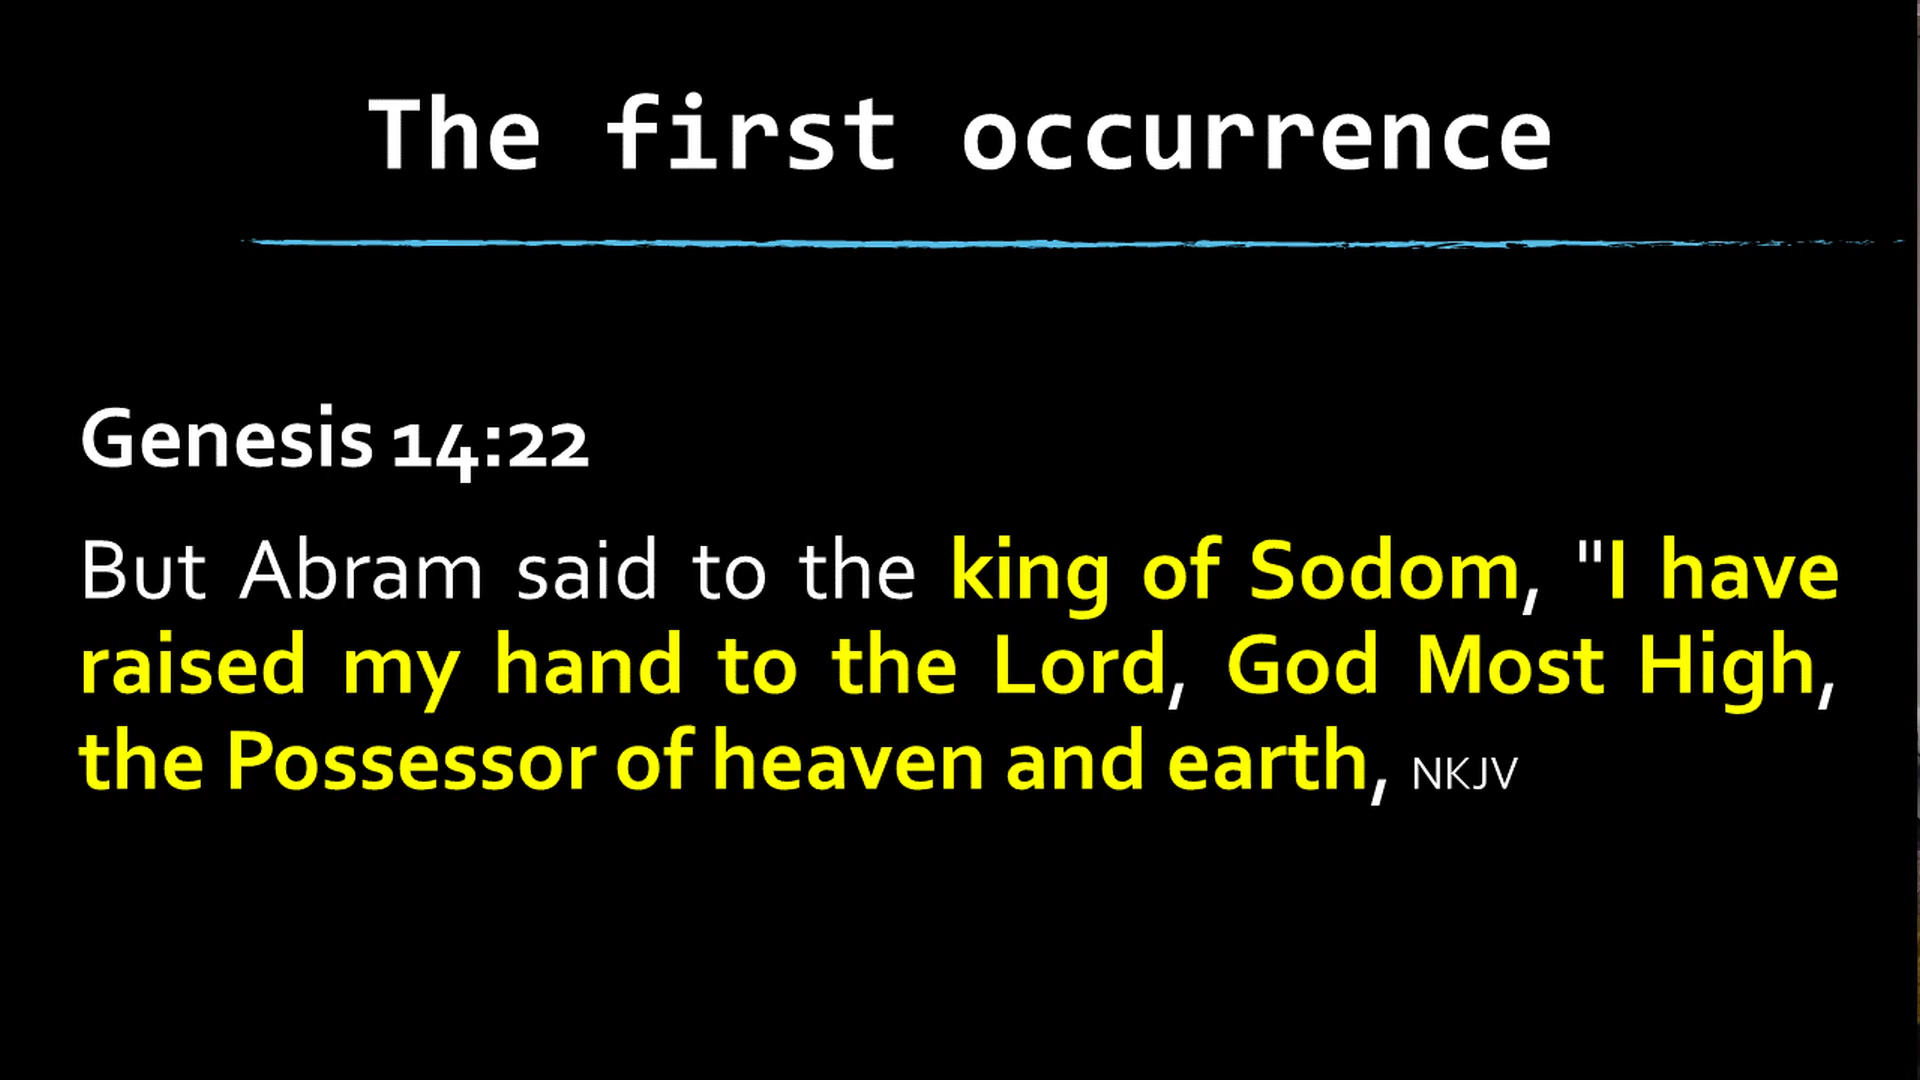 The first occurrence
Genesis 14:22
But Abram said to the king of Sodom, "I have
raised my hand to the Lord, God Most High,
the Possessor of heaven and earth, NKJV